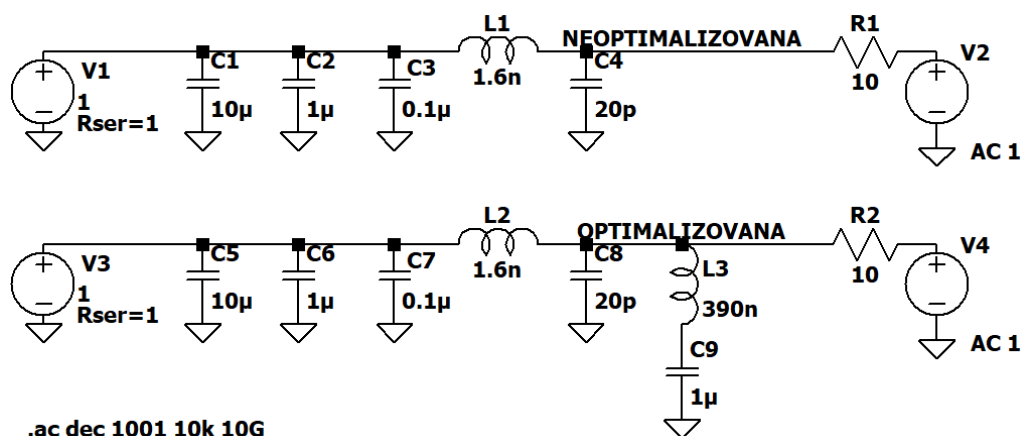 L1
NEOPTIMALIZOVANA
R1
V1
C1
C2
C3
C4
V2
1
1.6n
10
10µ
1µ
0.1µ
20p
Rser=1
AC 1
L2
OPTIMALIZOVANA
R2
V3
C5
C6
C7
C8
L3
V4
1
1.6n
10
10µ
1µ
0.1µ
20p
390n
Rser=1
AC 1
C9
1µ
.ac dec 1001 10k 10G